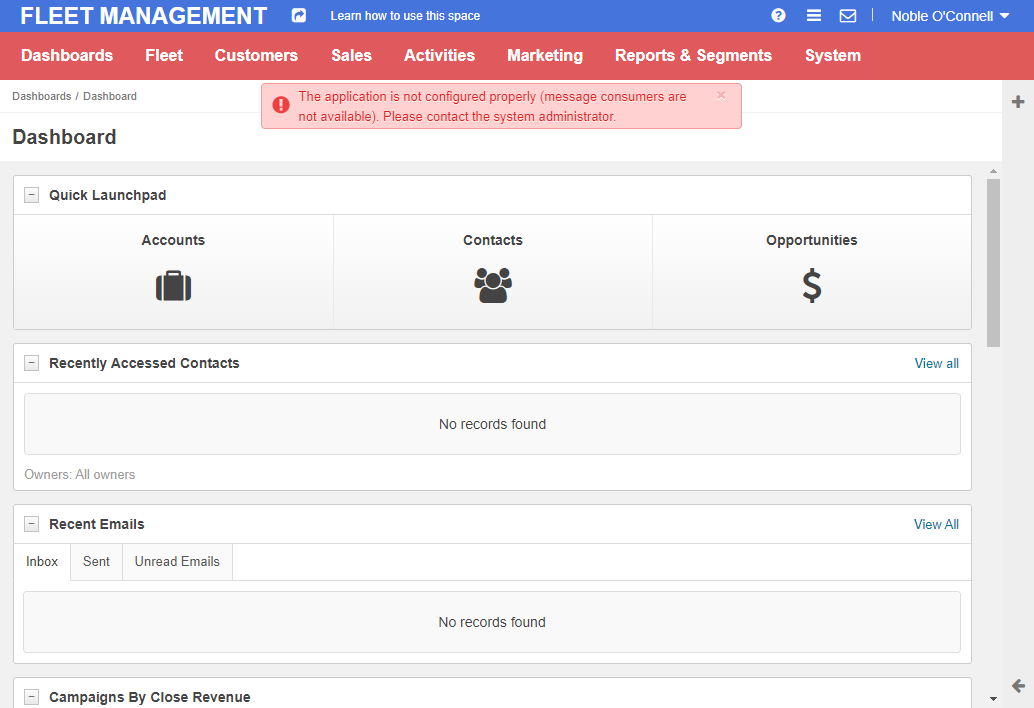 FLEET MANAGEMENT
Learn how to use this space
Noble O'Connell
Dashboards Fleet Customers Sales Activities Marketing Reports & Segments System
Dashboards / Dashboard
The application is not configured properly (message consumers are
not available). Please contact the system administrator.
Dashboard
Quick Launchpad
Accounts Contacts Opportunities
Recently Accessed Contacts View all
No records found
Owners: All owners
Recent Emails View All
Inbox Sent Unread Emails
No records found
Campaigns By Close Revenue